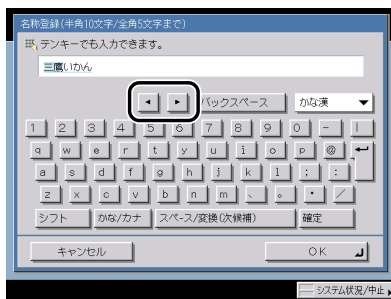 名称登録(半角10文字/全角5文字まで)
テンキーでも入力できます。
三鷹いかん
◂ ▸ バックスペース かな漢 ▼
1 2 3 4 5 6 7 8 9 0 - |
q w e r t y u i o p @
a s d f g h j k l ; :
z x c v b n m 、 。 ・ /
シフト かな/カナ スペース/変換(次候補) 確定
キャンセル OK
システム状況/中止